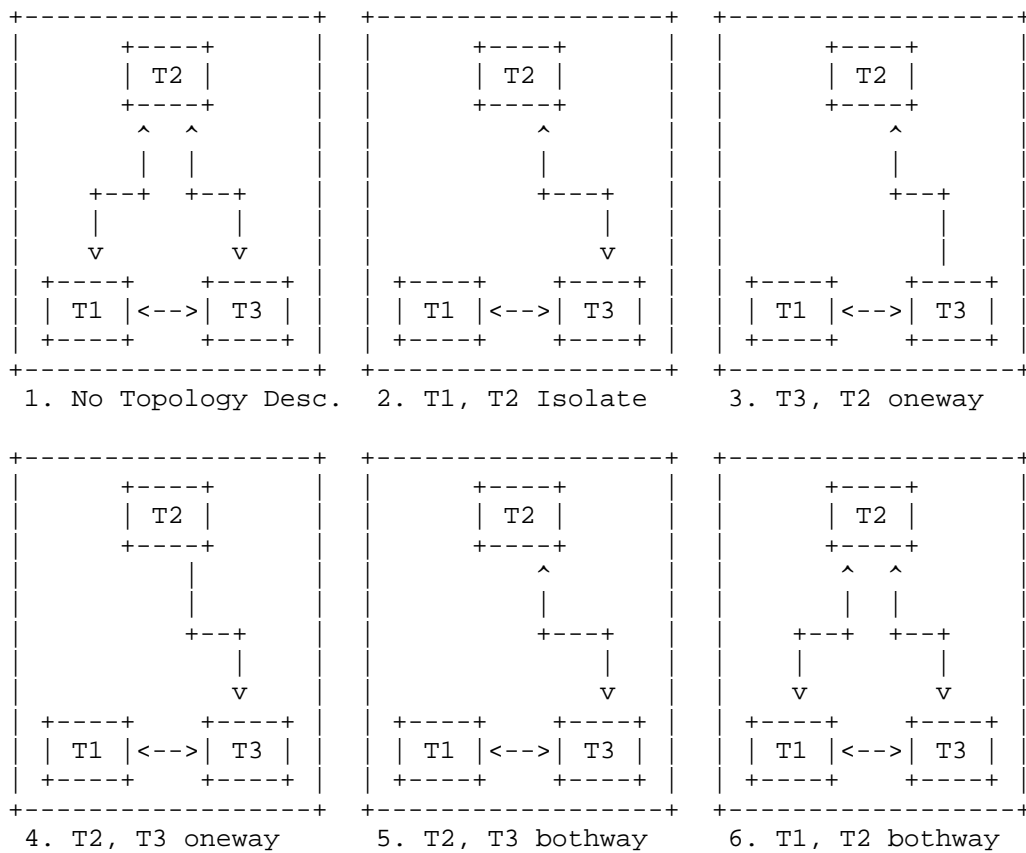 +------------------+  +------------------+  +------------------+
|      +----+      |  |      +----+      |  |      +----+      |
|      | T2 |      |  |      | T2 |      |  |      | T2 |      |
|      +----+      |  |      +----+      |  |      +----+      |
|       ^  ^       |  |          ^       |  |          ^       |
|       |  |       |  |          |       |  |          |       |
|    +--+  +--+    |  |          +---+   |  |          +--+    |
|    |        |    |  |              |   |  |             |    |
|    v        v    |  |              v   |  |             |    |
| +----+    +----+ |  | +----+    +----+ |  | +----+    +----+ |
| | T1 |<-->| T3 | |  | | T1 |<-->| T3 | |  | | T1 |<-->| T3 | |
| +----+    +----+ |  | +----+    +----+ |  | +----+    +----+ |
+------------------+  +------------------+  +------------------+
1. No Topology Desc.  2. T1, T2 Isolate     3. T3, T2 oneway
+------------------+  +------------------+  +------------------+
|      +----+      |  |      +----+      |  |      +----+      |
|      | T2 |      |  |      | T2 |      |  |      | T2 |      |
|      +----+      |  |      +----+      |  |      +----+      |
|          |       |  |          ^       |  |       ^  ^       |
|          |       |  |          |       |  |       |  |       |
|          +--+    |  |          +---+   |  |    +--+  +--+    |
|             |    |  |              |   |  |    |        |    |
|             v    |  |              v   |  |    v        v    |
| +----+    +----+ |  | +----+    +----+ |  | +----+    +----+ |
| | T1 |<-->| T3 | |  | | T1 |<-->| T3 | |  | | T1 |<-->| T3 | |
| +----+    +----+ |  | +----+    +----+ |  | +----+    +----+ |
+------------------+  +------------------+  +------------------+
4. T2, T3 oneway      5. T2, T3 bothway     6. T1, T2 bothway